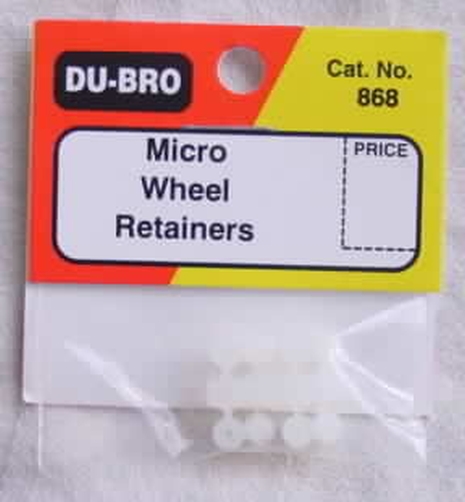 DU-BRO
Cat. No.
868
Micro
Wheel
Retainers
PRICE